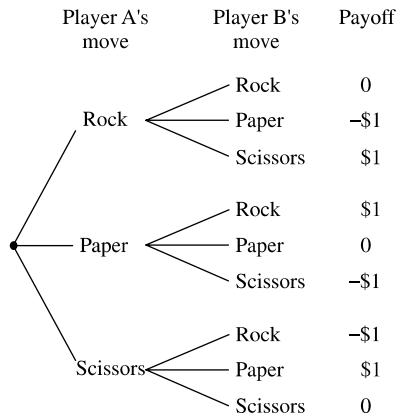 Player A's Player B's Payoff
move move
Rock 0
Rock Paper –$1
Scissors $1
Rock $1
Paper Paper 0
Scissors –$1
Rock –$1
Scissors Paper $1
Scissors 0